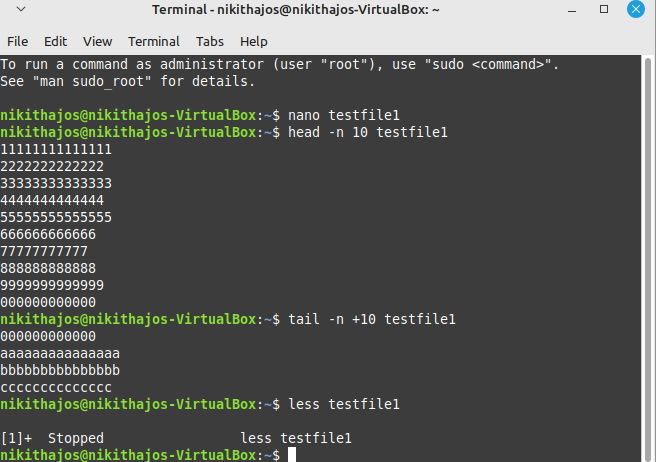 Terminal - nikithajos@nikithajos-VirtualBox: ~
File Edit View Terminal Tabs Help
To run a command as administrator (user "root"), use "sudo <command>".
See "man sudo_root" for details.
nikithajos@nikithajos-VirtualBox:~$ nano testfile1
nikithajos@nikithajos-VirtualBox:~$ head -n 10 testfile1
11111111111111
2222222222222
33333333333333
4444444444444
55555555555555
666666666666
77777777777
888888888888
9999999999999
000000000000
nikithajos@nikithajos-VirtualBox:~$ tail -n +10 testfile1
000000000000
aaaaaaaaaaaaaaa
bbbbbbbbbbbbbbb
cccccccccccccc
nikithajos@nikithajos-VirtualBox:~$ less testfile1
[1]+  Stopped                 less testfile1
nikithajos@nikithajos-VirtualBox:~$